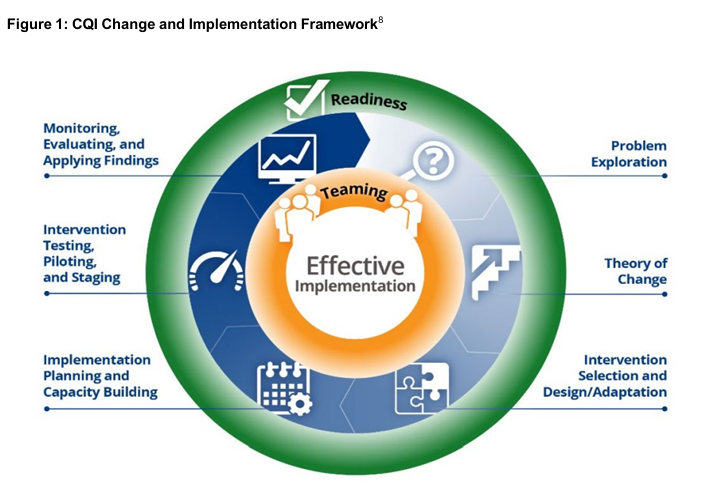 Figure 1: CQI Change and Implementation Framework8
Readiness
Monitoring,
Evaluating, and
Applying Findings
Problem
Exploration
Teaming
Intervention
Testing,
Piloting,
and Staging
Effective
Implementation
Theory of
Change
Implementation
Planning and
Capacity Building
Intervention
Selection and
Design/Adaptation
?